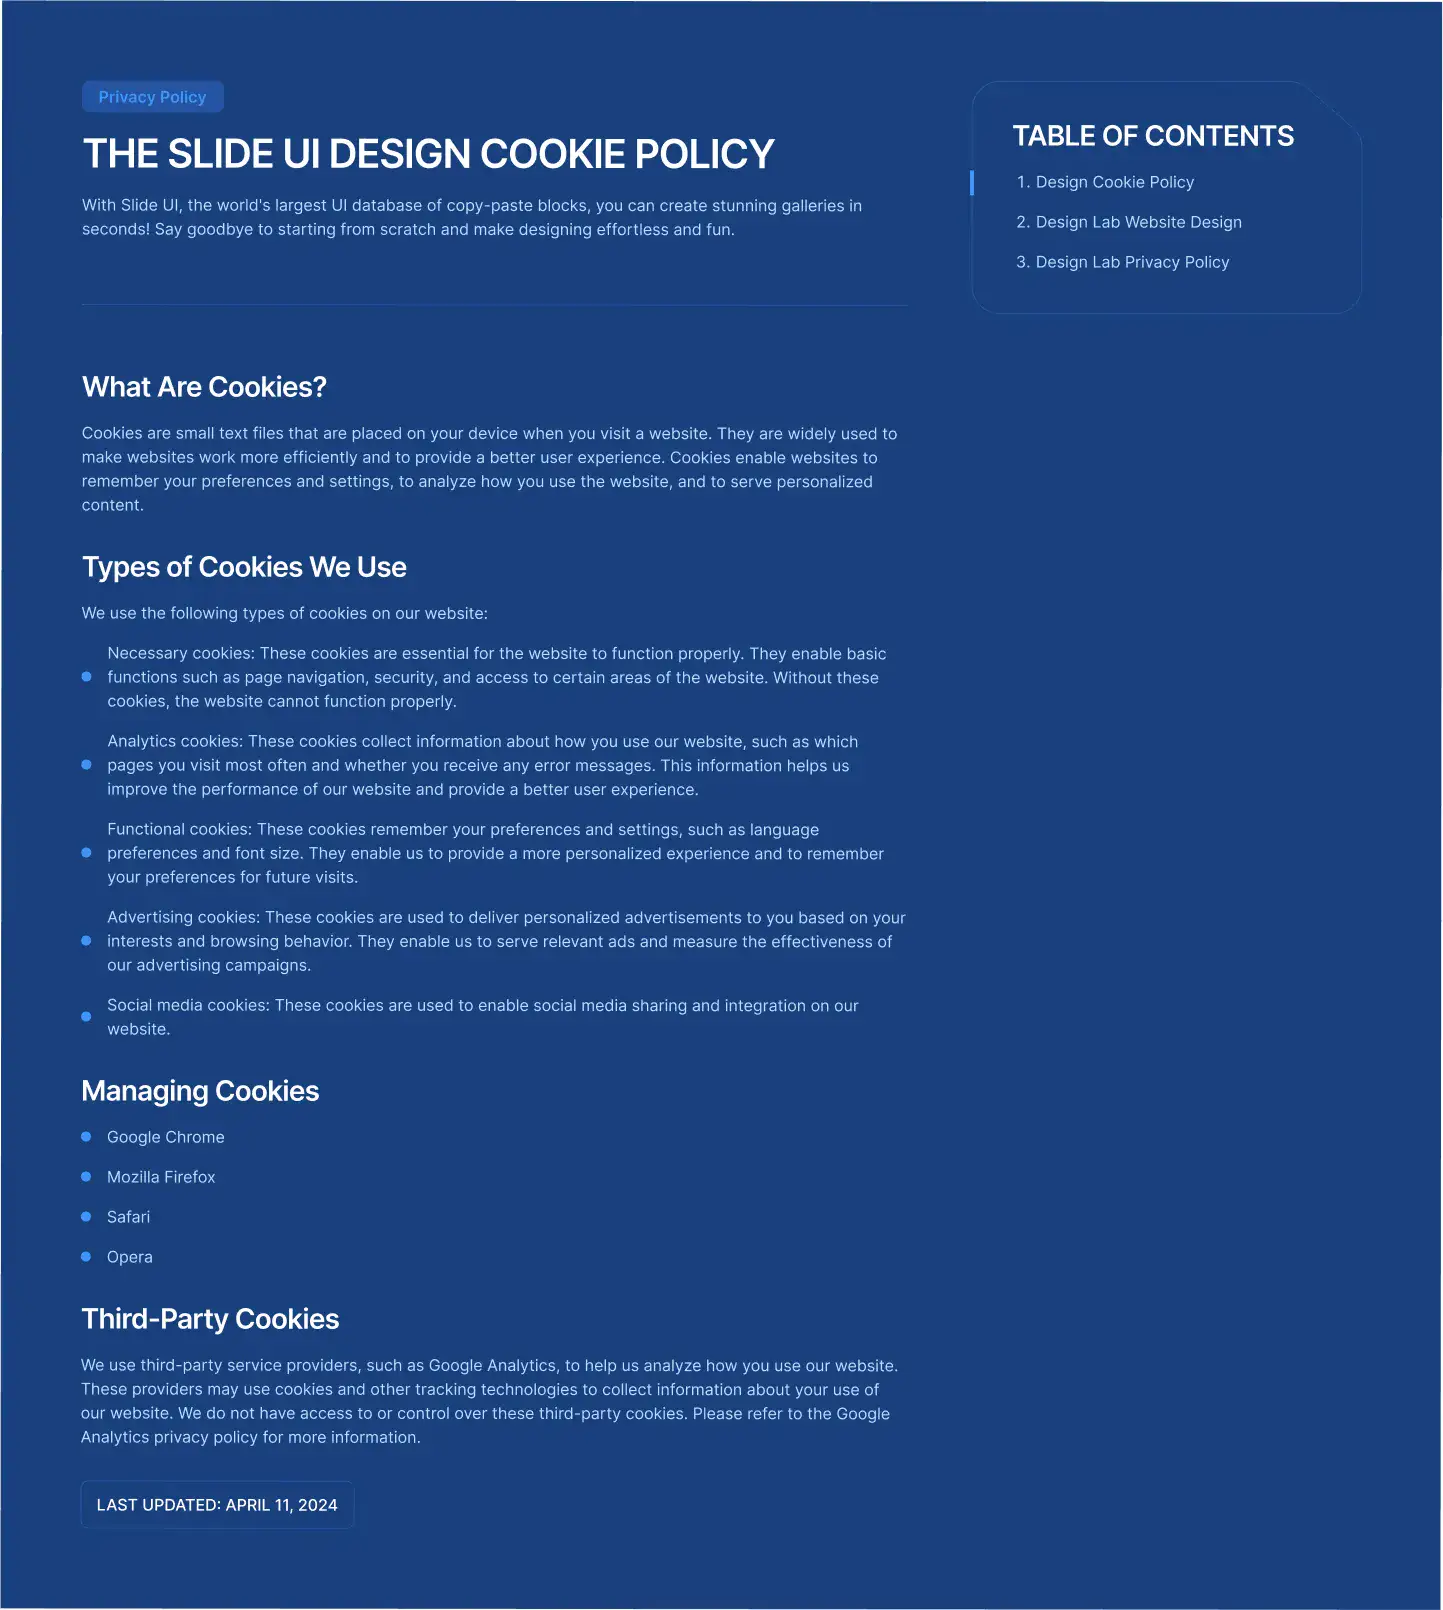 Privacy Policy
THE SLIDE UI DESIGN COOKIE POLICY
With Slide UI, the world's largest UI database of copy-paste blocks, you can create stunning galleries in
seconds! Say goodbye to starting from scratch and make designing effortless and fun.
TABLE OF CONTENTS
1. Design Cookie Policy
2. Design Lab Website Design
3. Design Lab Privacy Policy
What Are Cookies?
Cookies are small text files that are placed on your device when you visit a website. They are widely used to
make websites work more efficiently and to provide a better user experience. Cookies enable websites to
remember your preferences and settings, to analyze how you use the website, and to serve personalized
content.
Types of Cookies We Use
We use the following types of cookies on our website:
Necessary cookies: These cookies are essential for the website to function properly. They enable basic
functions such as page navigation, security, and access to certain areas of the website. Without these
cookies, the website cannot function properly.
Analytics cookies: These cookies collect information about how you use our website, such as which
pages you visit most often and whether you receive any error messages. This information helps us
improve the performance of our website and provide a better user experience.
Functional cookies: These cookies remember your preferences and settings, such as language
preferences and font size. They enable us to provide a more personalized experience and to remember
your preferences for future visits.
Advertising cookies: These cookies are used to deliver personalized advertisements to you based on your
interests and browsing behavior. They enable us to serve relevant ads and measure the effectiveness of
our advertising campaigns.
Social media cookies: These cookies are used to enable social media sharing and integration on our
website.
Managing Cookies
Google Chrome
Mozilla Firefox
Safari
Opera
Third-Party Cookies
We use third-party service providers, such as Google Analytics, to help us analyze how you use our website.
These providers may use cookies and other tracking technologies to collect information about your use of
our website. We do not have access to or control over these third-party cookies. Please refer to the Google
Analytics privacy policy for more information.
LAST UPDATED: APRIL 11, 2024